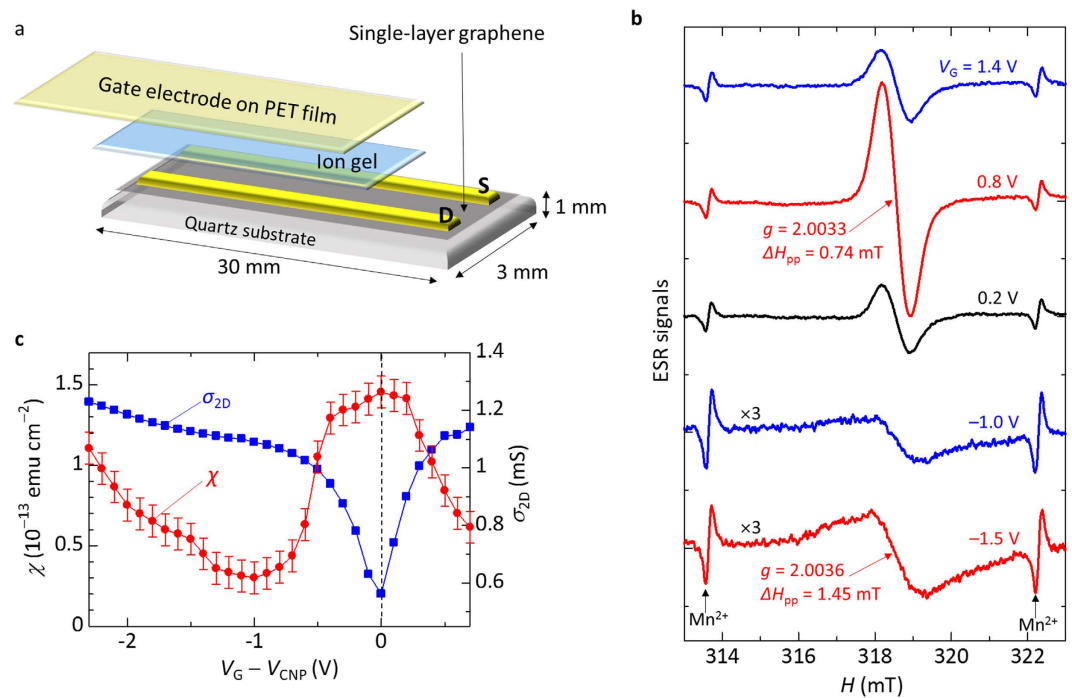 a
Single-layer graphene
Gate electrode on PET film
Ion gel
S
D
Quartz substrate
1 mm
3 mm
30 mm
b
V_G = 1.4 V
0.8 V
g = 2.0033
ΔH_pp = 0.74 mT
0.2 V
×3
−1.0 V
×3
−1.5 V
g = 2.0036
ΔH_pp = 1.45 mT
Mn²⁺
Mn²⁺
ESR signals
314 316 318 320 322
H (mT)
c
1.5
1
0.5
0
χ (10⁻¹³ emu cm⁻²)
σ_2D
χ
1.4
1.2
1
0.8
0.6
σ_2D (mS)
-2 -1 0
V_G − V_CNP (V)